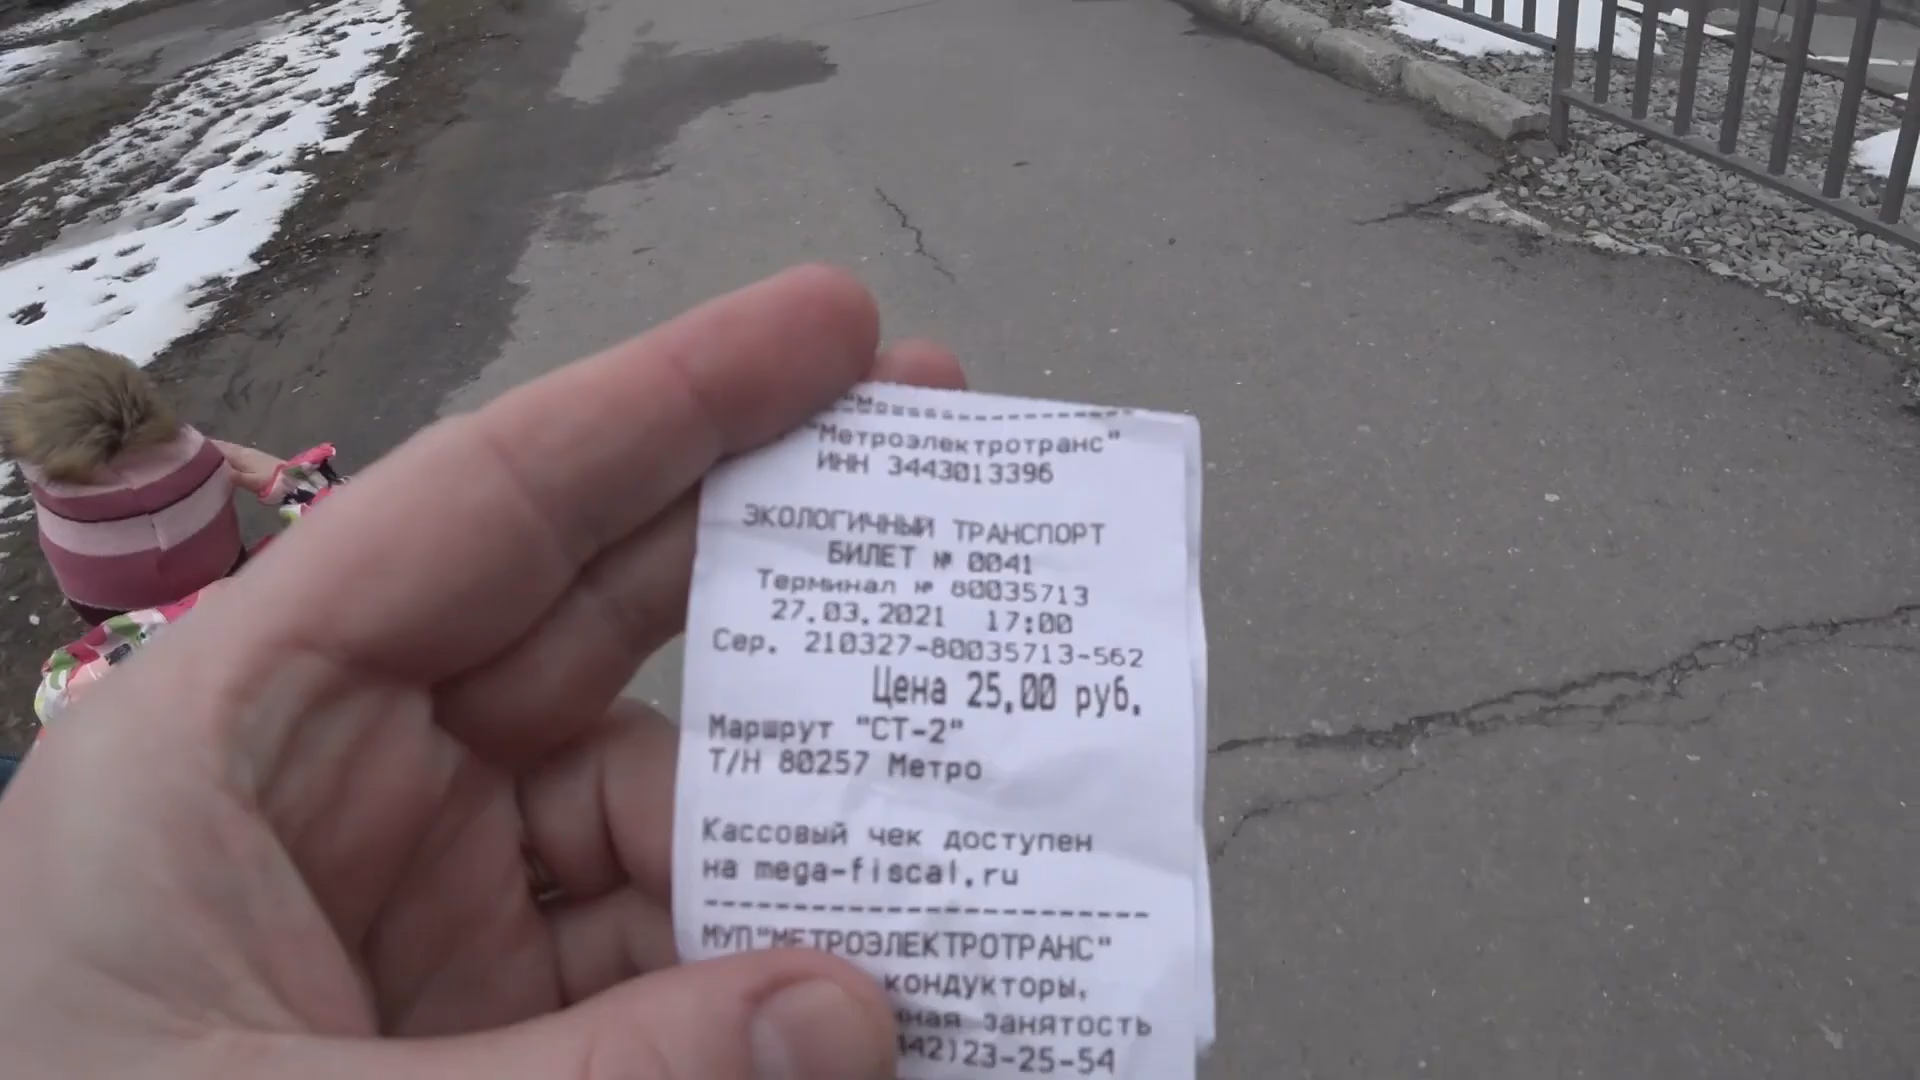 "Метроэлектротранс"
ИНН 3443013396
ЭКОЛОГИЧНЫЙ ТРАНСПОРТ
БИЛЕТ № 0041
Терминал № 80035713
27.03.2021 17:00
Сер. 210327-80035713-562
Цена 25,00 руб.
Маршрут "СТ-2"
Т/Н 80257 Метро
Кассовый чек доступен
на mega-fiscal.ru
МУП"МЕТРОЭЛЕКТРОТРАНС"
кондукторы,
занятость
23-25-54